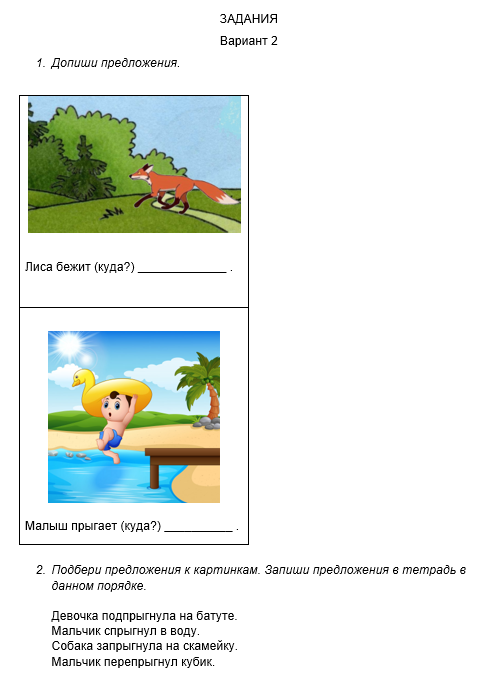 ЗАДАНИЯ
Вариант 2
1. Допиши предложения.
Лиса бежит (куда?) _____________ .
Малыш прыгает (куда?) __________ .
2. Подбери предложения к картинкам. Запиши предложения в тетрадь в
данном порядке.
Девочка подпрыгнула на батуте.
Мальчик спрыгнул в воду.
Собака запрыгнула на скамейку.
Мальчик перепрыгнул кубик.